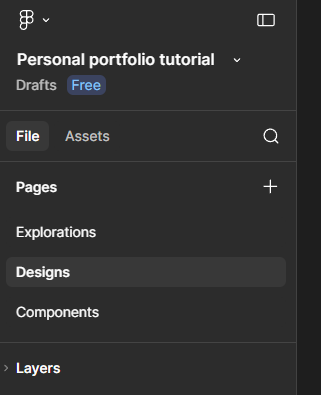 Personal portfolio tutorial
Drafts Free
File Assets
Pages
Explorations
Designs
Components
Layers